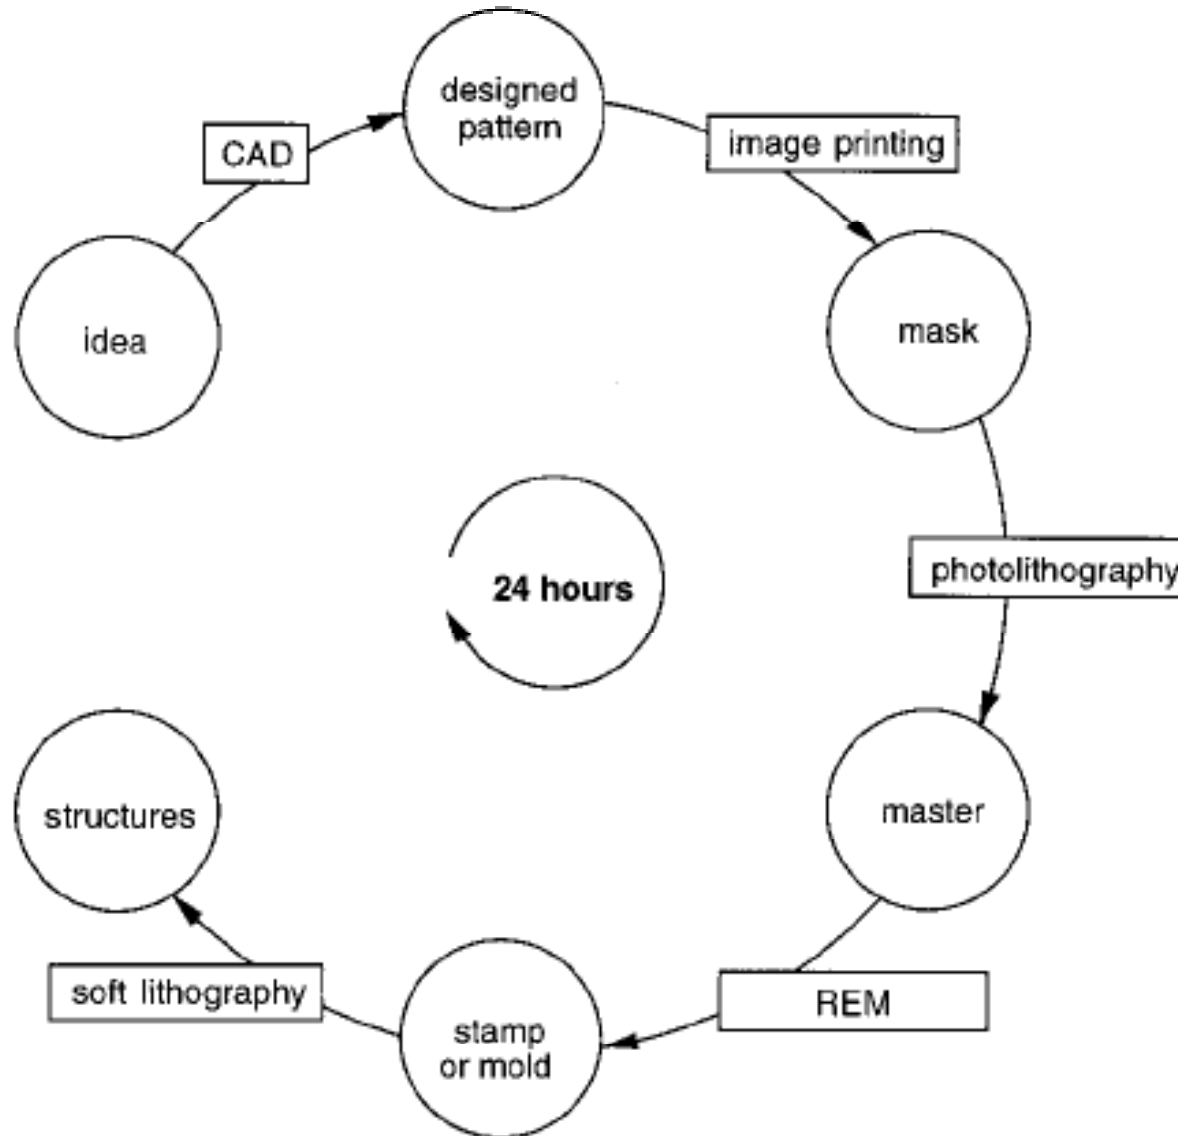 designed
pattern
CAD
image printing
idea
mask
24 hours
photolithography
structures
master
soft lithography
REM
stamp
or mold